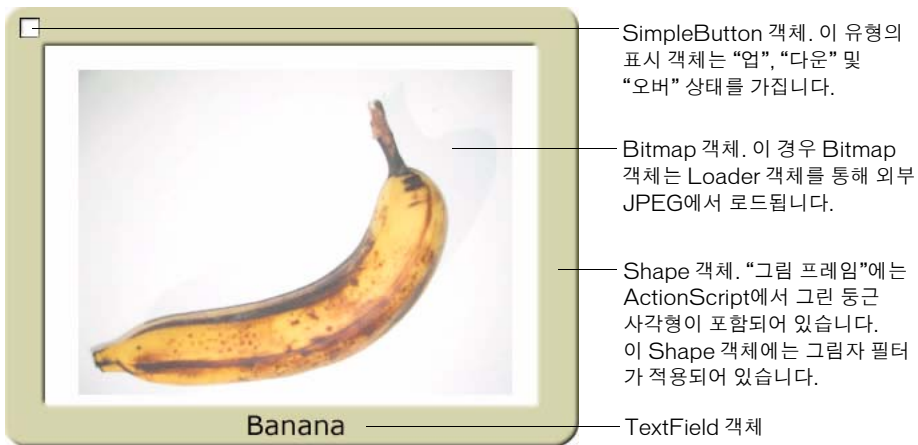 SimpleButton 객체. 이 유형의
표시 객체는 “업”, “다운” 및
“오버” 상태를 가집니다.
Bitmap 객체. 이 경우 Bitmap
객체는 Loader 객체를 통해 외부
JPEG에서 로드됩니다.
Shape 객체. “그림 프레임”에는
ActionScript에서 그린 둥근
사각형이 포함되어 있습니다.
이 Shape 객체에는 그림자 필터
가 적용되어 있습니다.
Banana
TextField 객체